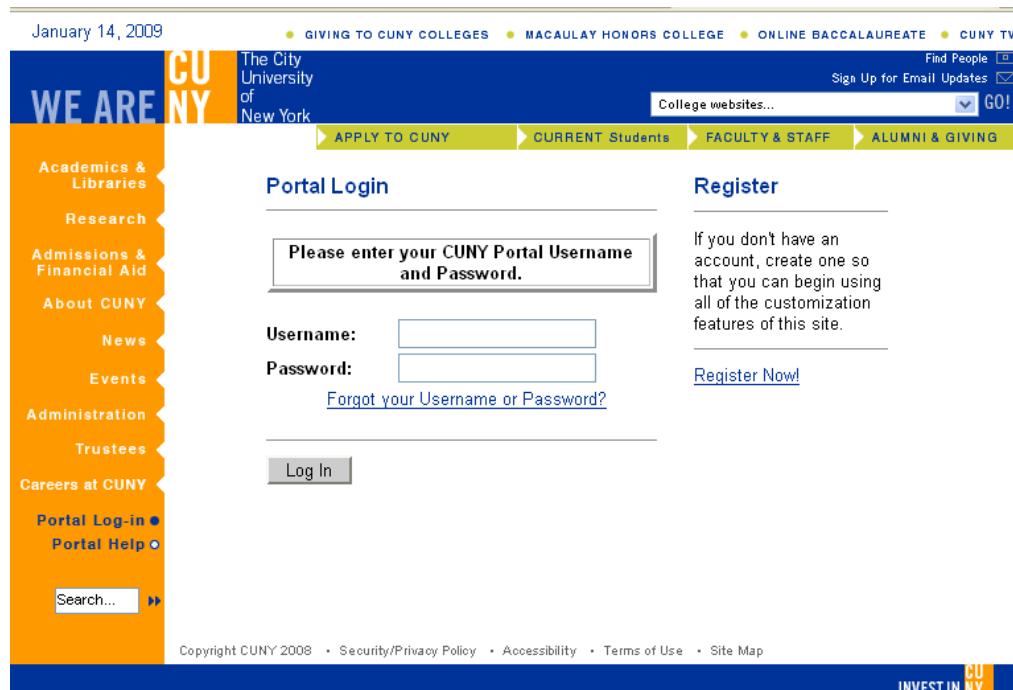 January 14, 2009
GIVING TO CUNY COLLEGES • MACAULAY HONORS COLLEGE • ONLINE BACCALAUREATE • CUNY TV
WE ARE
CU
NY
The City
University
of
New York
Find People
Sign Up for Email Updates
College websites...
GO!
APPLY TO CUNY
CURRENT Students
FACULTY & STAFF
ALUMNI & GIVING
Academics &
Libraries
Research
Admissions &
Financial Aid
About CUNY
News
Events
Administration
Trustees
Careers at CUNY
Portal Log-in
Portal Help
Search...
Portal Login
Please enter your CUNY Portal Username
and Password.
Username:
Password:
Forgot your Username or Password?
Log In
Register
If you don't have an
account, create one so
that you can begin using
all of the customization
features of this site.
Register Now!
Copyright CUNY 2008 • Security/Privacy Policy • Accessibility • Terms of Use • Site Map
INVEST IN
CU
NY